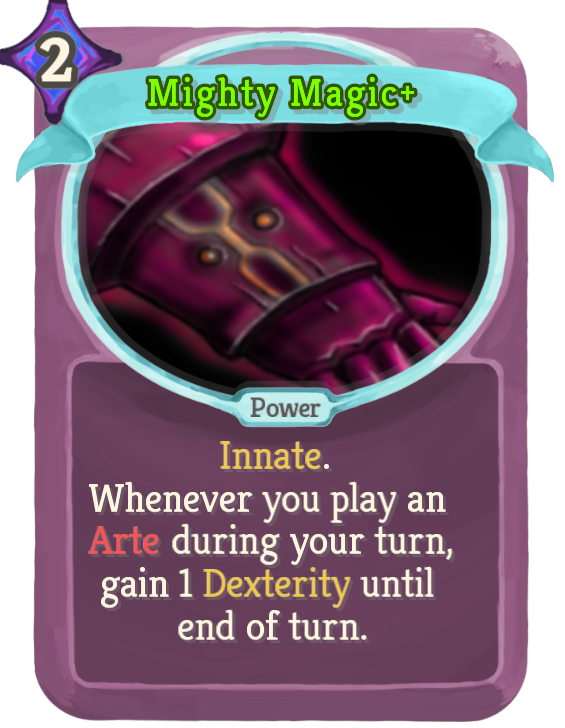 2
Mighty Magic+
Power
Innate.
Whenever you play an
Arte during your turn,
gain 1 Dexterity until
end of turn.